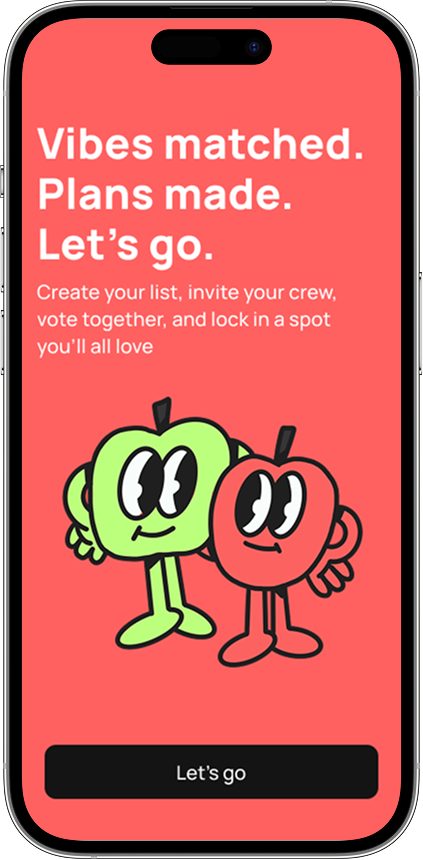 Vibes matched.
Plans made.
Let’s go.
Create your list, invite your crew,
vote together, and lock in a spot
you’ll all love
Let’s go